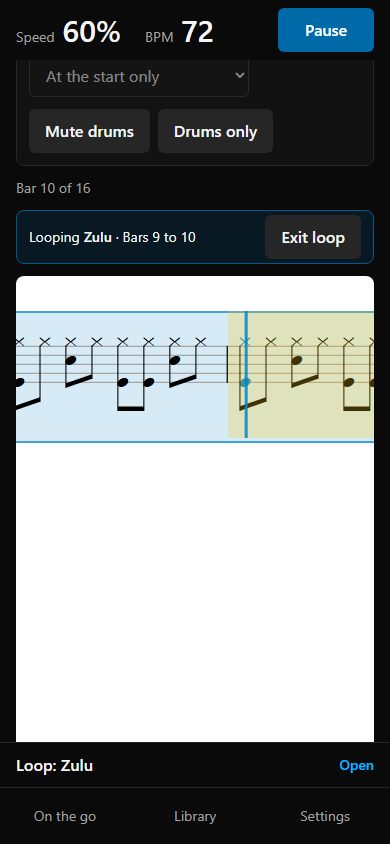 Speed 60% BPM 72 Pause
At the start only
Mute drums Drums only
Bar 10 of 16
Looping Zulu · Bars 9 to 10 Exit loop
Loop: Zulu Open
On the go Library Settings